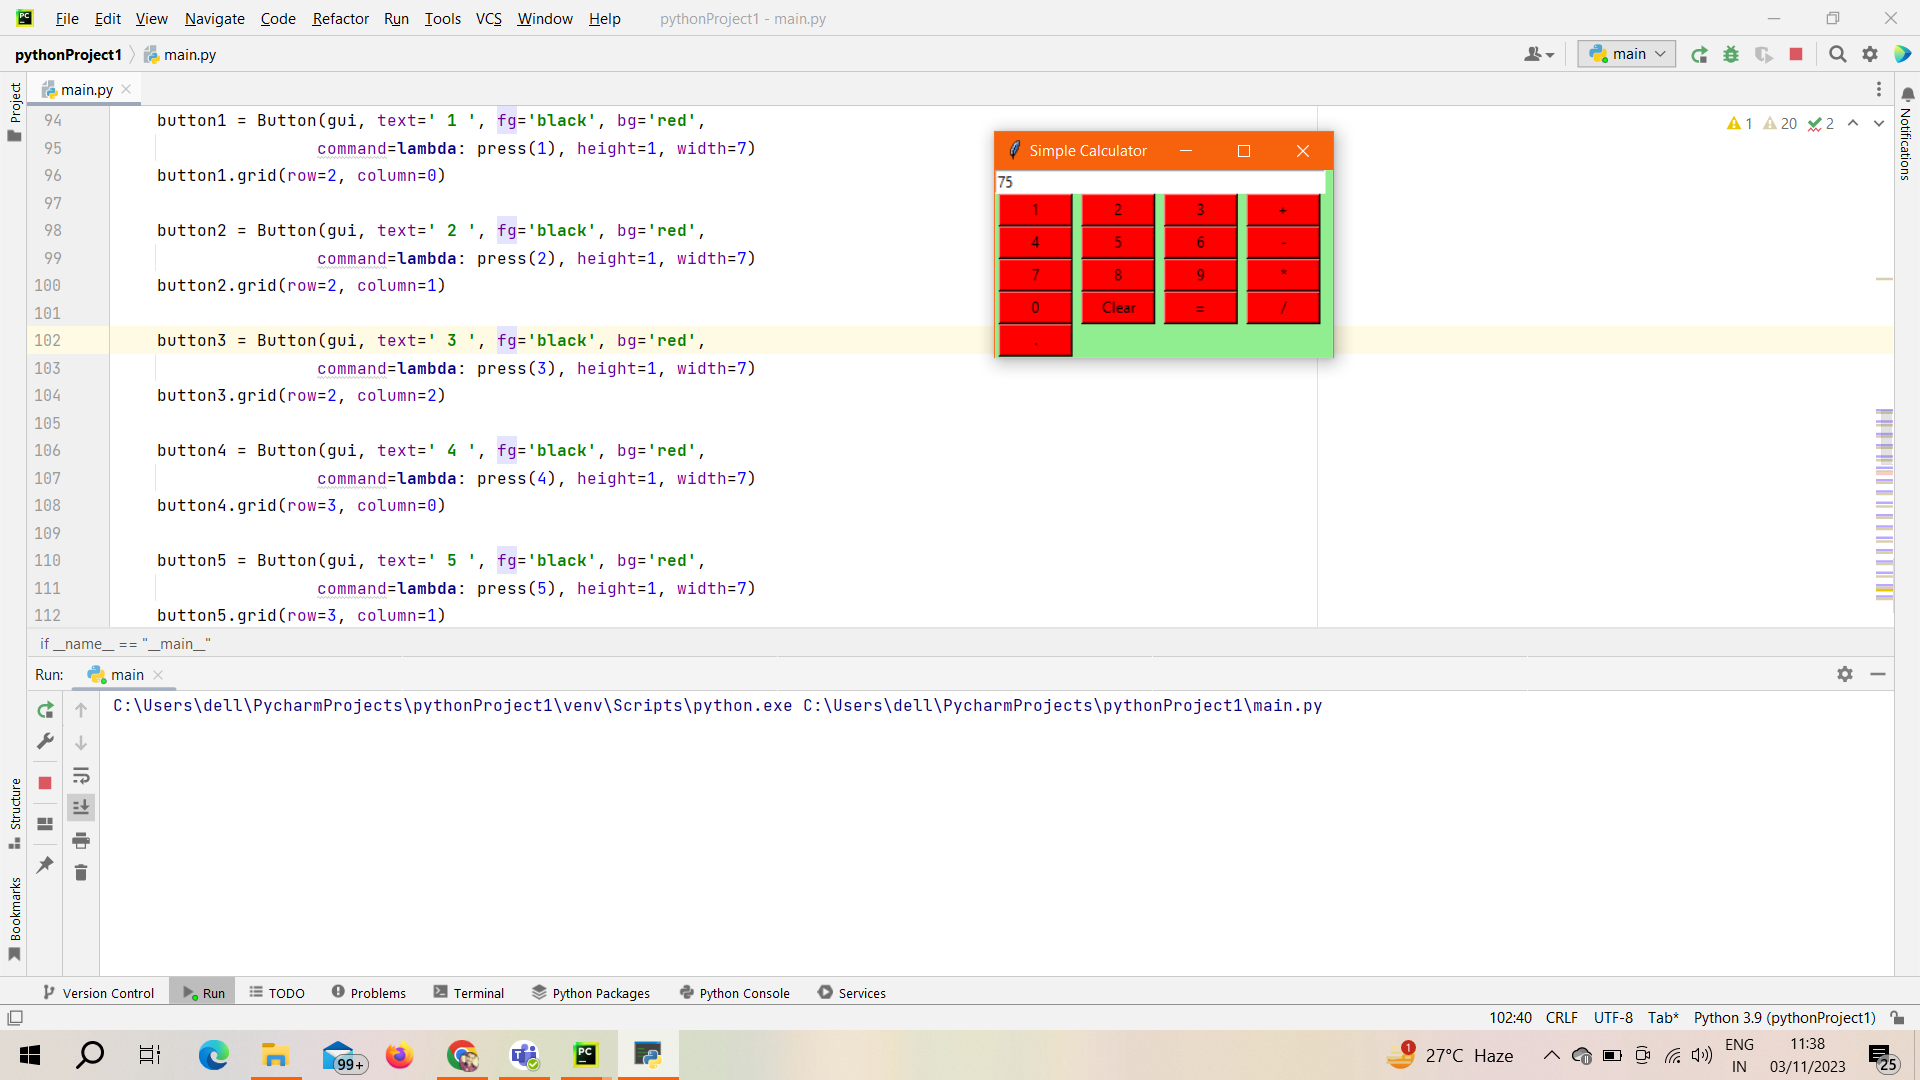 PC File Edit View Navigate Code Refactor Run Tools VCS Window Help pythonProject1 - main.py
pythonProject1 main.py main
Project
main.py
Notifications
1 20 2
94 button1 = Button(gui, text=' 1 ', fg='black', bg='red',
95 command=lambda: press(1), height=1, width=7)
96 button1.grid(row=2, column=0)
97
98 button2 = Button(gui, text=' 2 ', fg='black', bg='red',
99 command=lambda: press(2), height=1, width=7)
100 button2.grid(row=2, column=1)
101
102 button3 = Button(gui, text=' 3 ', fg='black', bg='red',
103 command=lambda: press(3), height=1, width=7)
104 button3.grid(row=2, column=2)
105
106 button4 = Button(gui, text=' 4 ', fg='black', bg='red',
107 command=lambda: press(4), height=1, width=7)
108 button4.grid(row=3, column=0)
109
110 button5 = Button(gui, text=' 5 ', fg='black', bg='red',
111 command=lambda: press(5), height=1, width=7)
112 button5.grid(row=3, column=1)
Simple Calculator
75
1 2 3 +
4 5 6 -
7 8 9 *
0 Clear = /
.
if __name__ == "__main__"
Run: main
C:\Users\dell\PycharmProjects\pythonProject1\venv\Scripts\python.exe C:\Users\dell\PycharmProjects\pythonProject1\main.py
Structure
Bookmarks
Version Control Run TODO Problems Terminal Python Packages Python Console Services
102:40 CRLF UTF-8 Tab* Python 3.9 (pythonProject1)
99+ PC 1 27°C Haze ENG IN 11:38 03/11/2023 25